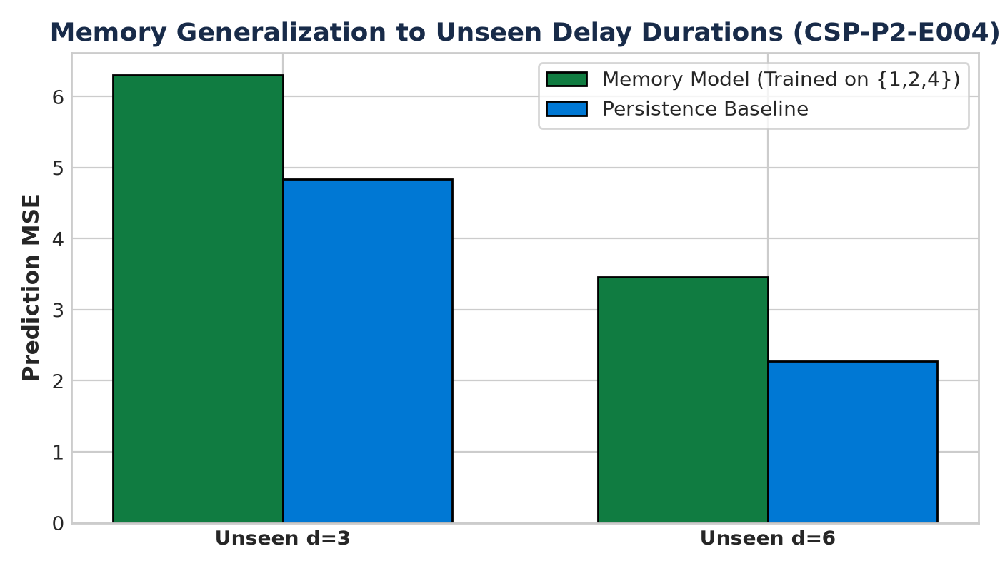 Memory Generalization to Unseen Delay Durations (CSP-P2-E004)
Memory Model (Trained on {1,2,4})
Persistence Baseline
Prediction MSE
6
5
4
3
2
1
0
Unseen d=3
Unseen d=6